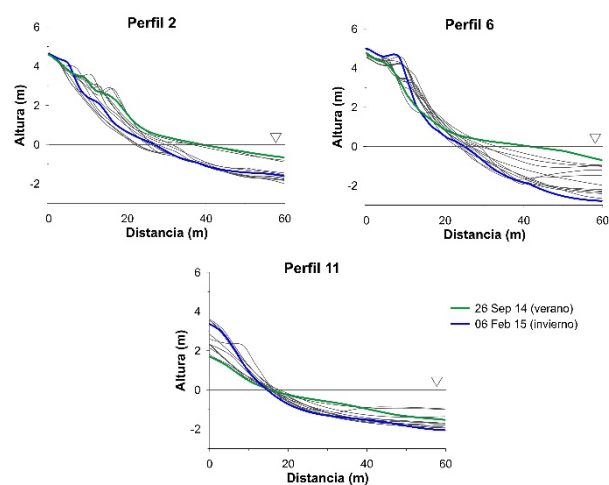 Perfil 2
Altura (m)
6
4
2
0
-2
0
20
40
60
Distancia (m)
Perfil 6
Altura (m)
6
4
2
0
-2
0
20
40
60
Distancia (m)
Perfil 11
Altura (m)
6
4
2
0
-2
0
20
40
60
Distancia (m)
26 Sep 14 (verano)
06 Feb 15 (invierno)